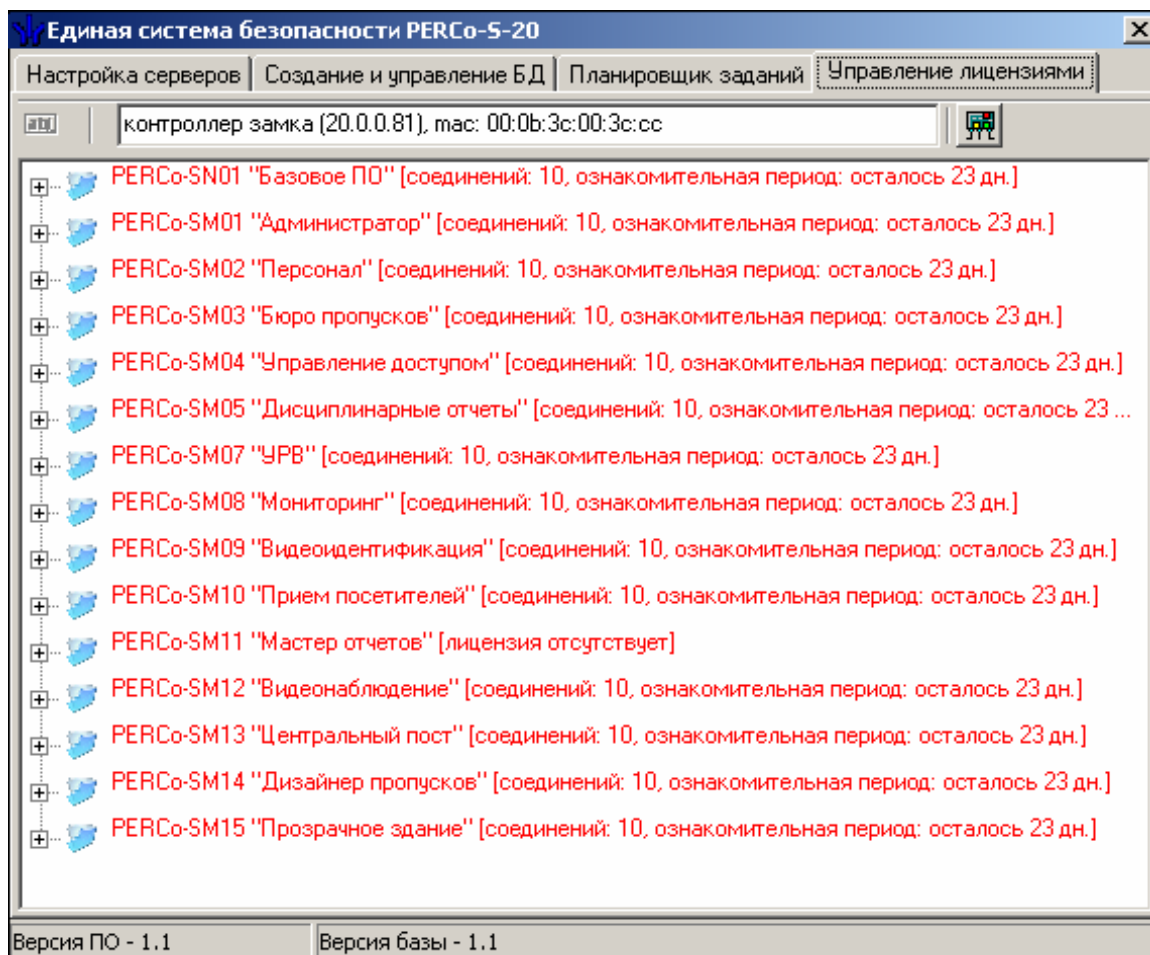 Единая система безопасности PERCo-S-20
Настройка серверов Создание и управление БД Планировщик заданий Управление лицензиями
контроллер замка (20.0.0.81), mac: 00:0b:3c:00:3c:cc
PERCo-SN01 "Базовое ПО" [соединений: 10, ознакомительная период: осталось 23 дн.]
PERCo-SM01 "Администратор" [соединений: 10, ознакомительная период: осталось 23 дн.]
PERCo-SM02 "Персонал" [соединений: 10, ознакомительная период: осталось 23 дн.]
PERCo-SM03 "Бюро пропусков" [соединений: 10, ознакомительная период: осталось 23 дн.]
PERCo-SM04 "Управление доступом" [соединений: 10, ознакомительная период: осталось 23 дн.]
PERCo-SM05 "Дисциплинарные отчеты" [соединений: 10, ознакомительная период: осталось 23 ...
PERCo-SM07 "УРВ" [соединений: 10, ознакомительная период: осталось 23 дн.]
PERCo-SM08 "Мониторинг" [соединений: 10, ознакомительная период: осталось 23 дн.]
PERCo-SM09 "Видеоидентификация" [соединений: 10, ознакомительная период: осталось 23 дн.]
PERCo-SM10 "Прием посетителей" [соединений: 10, ознакомительная период: осталось 23 дн.]
PERCo-SM11 "Мастер отчетов" [лицензия отсутствует]
PERCo-SM12 "Видеонаблюдение" [соединений: 10, ознакомительная период: осталось 23 дн.]
PERCo-SM13 "Центральный пост" [соединений: 10, ознакомительная период: осталось 23 дн.]
PERCo-SM14 "Дизайнер пропусков" [соединений: 10, ознакомительная период: осталось 23 дн.]
PERCo-SM15 "Прозрачное здание" [соединений: 10, ознакомительная период: осталось 23 дн.]
Версия ПО - 1.1 Версия базы - 1.1